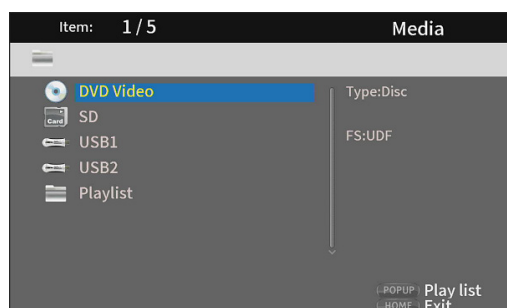 Item: 1/5 Media
DVD Video Type:Disc
Card SD
USB1 FS:UDF
USB2
Playlist
POPUP Play list
HOME Exit